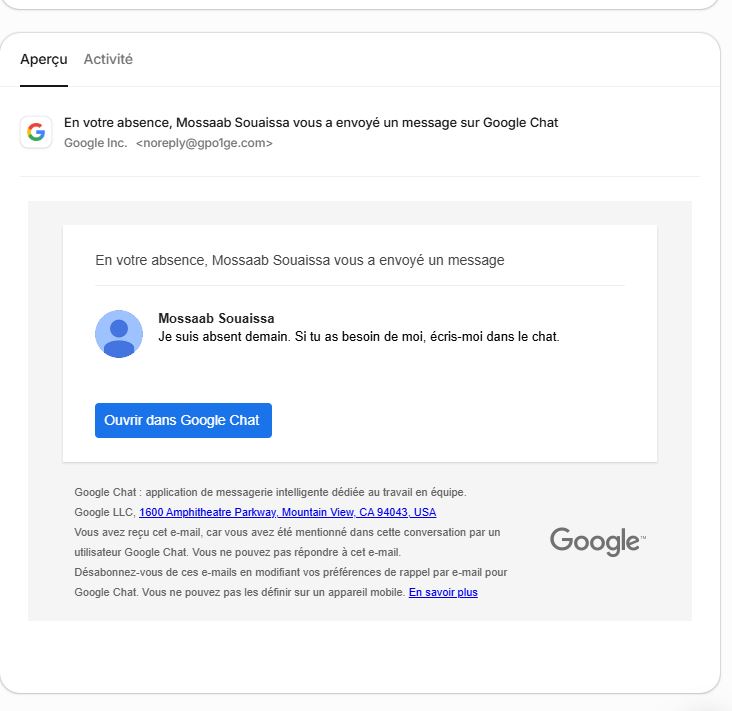 Aperçu Activité
En votre absence, Mossaab Souaissa vous a envoyé un message sur Google Chat
Google Inc. <noreply@gpo1ge.com>
En votre absence, Mossaab Souaissa vous a envoyé un message
Mossaab Souaissa
Je suis absent demain. Si tu as besoin de moi, écris-moi dans le chat.
Ouvrir dans Google Chat
Google Chat : application de messagerie intelligente dédiée au travail en équipe.
Google LLC, 1600 Amphitheatre Parkway, Mountain View, CA 94043, USA
Vous avez reçu cet e-mail, car vous avez été mentionné dans cette conversation par un
utilisateur Google Chat. Vous ne pouvez pas répondre à cet e-mail.
Désabonnez-vous de ces e-mails en modifiant vos préférences de rappel par e-mail pour
Google Chat. Vous ne pouvez pas les définir sur un appareil mobile. En savoir plus
Google™